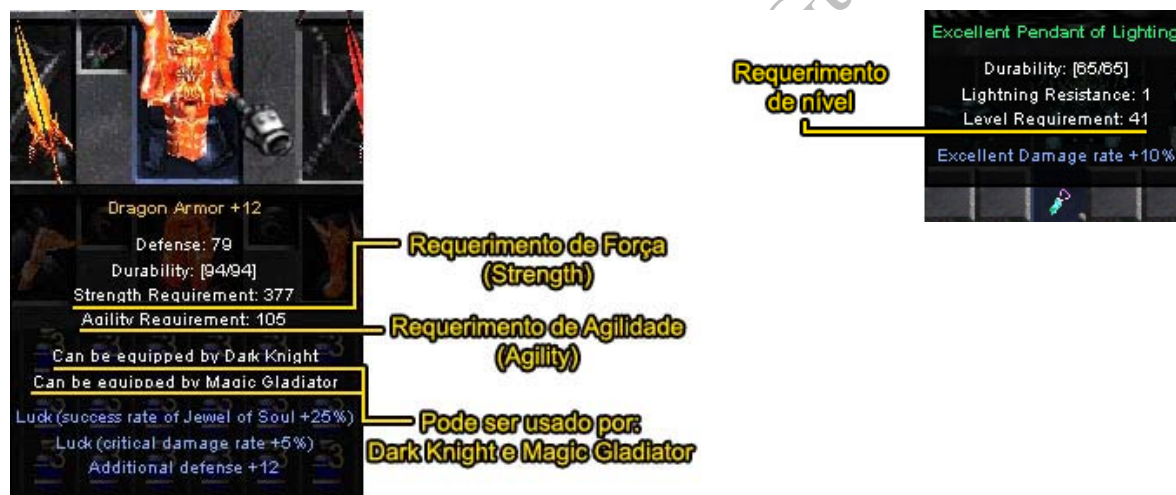 Dragon Armor +12
Defense: 79
Durability: [94/94]
Strength Requirement: 377
Agility Requirement: 105
Can be equipped by Dark Knight
Can be equipped by Magic Gladiator
Luck (success rate of Jewel of Soul +25%)
Luck (critical damage rate +5%)
Additional defense +12
Requerimento de Força
(Strength)
Requerimento de Agilidade
(Agility)
Pode ser usado por:
Dark Knight e Magic Gladiator
Requerimento
de nível
Excellent Pendant of Lighting
Durability: [65/65]
Lightning Resistance: 1
Level Requirement: 41
Excellent Damage rate +10%